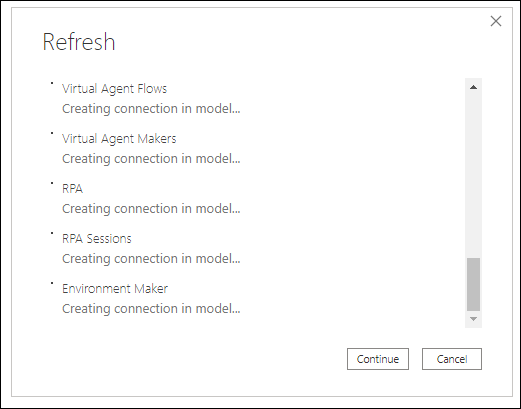 Refresh
Virtual Agent Flows
Creating connection in model...
Virtual Agent Makers
Creating connection in model...
RPA
Creating connection in model...
RPA Sessions
Creating connection in model...
Environment Maker
Creating connection in model...
Continue
Cancel